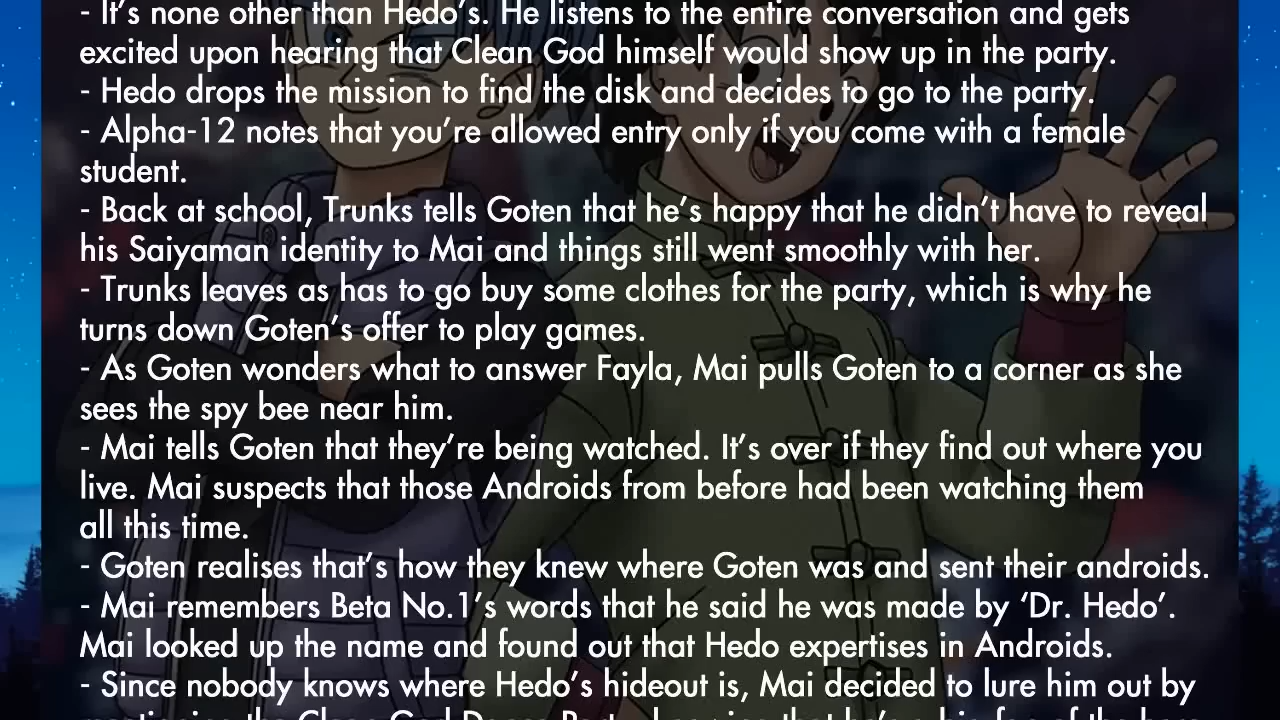 - It's none other than Hedo's. He listens to the entire conversation and gets
excited upon hearing that Clean God himself would show up in the party.
- Hedo drops the mission to find the disk and decides to go to the party.
- Alpha-12 notes that you're allowed entry only if you come with a female
student.
- Back at school, Trunks tells Goten that he's happy that he didn't have to reveal
his Saiyaman identity to Mai and things still went smoothly with her.
- Trunks leaves as has to go buy some clothes for the party, which is why he
turns down Goten's offer to play games.
- As Goten wonders what to answer Fayla, Mai pulls Goten to a corner as she
sees the spy bee near him.
- Mai tells Goten that they're being watched. It's over if they find out where you
live. Mai suspects that those Androids from before had been watching them
all this time.
- Goten realises that's how they knew where Goten was and sent their androids.
- Mai remembers Beta No.1's words that he said he was made by ‘Dr. Hedo’.
Mai looked up the name and found out that Hedo expertises in Androids.
- Since nobody knows where Hedo's hideout is, Mai decided to lure him out by